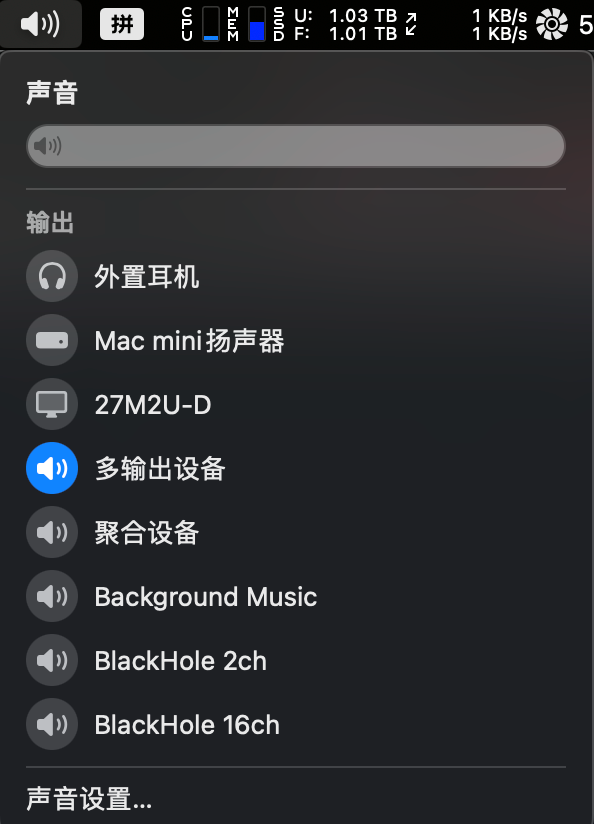 拼 CPU MEM SSD U: 1.03 TB 1 KB/s 5
F: 1.01 TB 1 KB/s
声音
输出
外置耳机
Mac mini扬声器
27M2U-D
多输出设备
聚合设备
Background Music
BlackHole 2ch
BlackHole 16ch
声音设置...